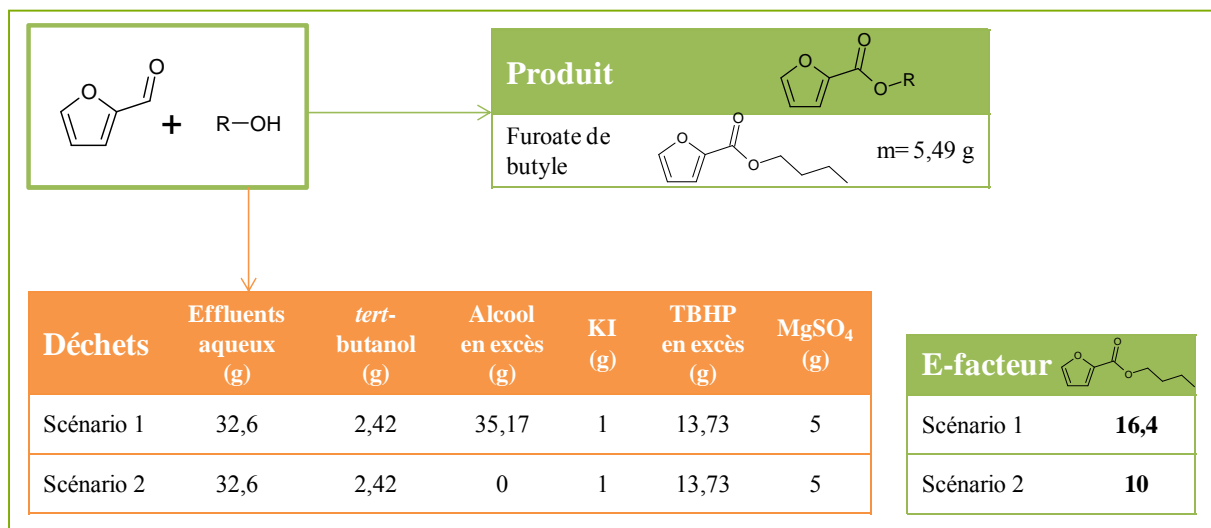 O
O
+
R—OH
Produit
O
O
O
R
Furoate de
butyle
O
O
O
m= 5,49 g
Déchets
Effluents
aqueux
(g)
tert-
butanol
(g)
Alcool
en excès
(g)
KI
(g)
TBHP
en excès
(g)
MgSO₄
(g)
Scénario 1 32,6 2,42 35,17 1 13,73 5
Scénario 2 32,6 2,42 0 1 13,73 5
E-facteur
O
O
O
Scénario 1 16,4
Scénario 2 10